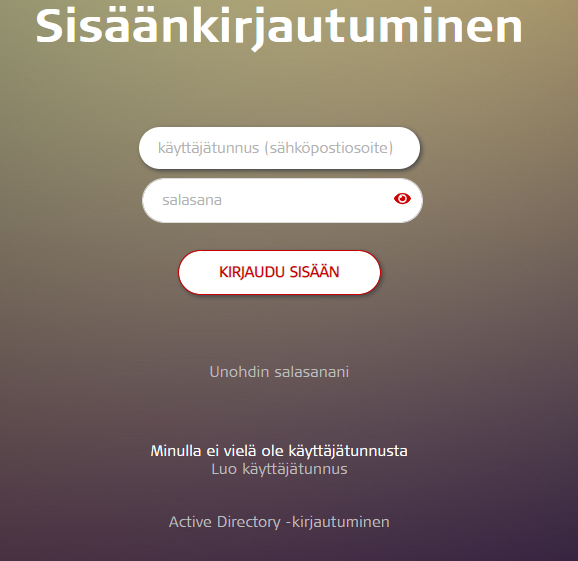 Sisäänkirjautuminen
käyttäjätunnus (sähköpostiosoite)
salasana
KIRJAUDU SISÄÄN
Unohdin salasanani
Minulla ei vielä ole käyttäjätunnusta
Luo käyttäjätunnus
Active Directory -kirjautuminen